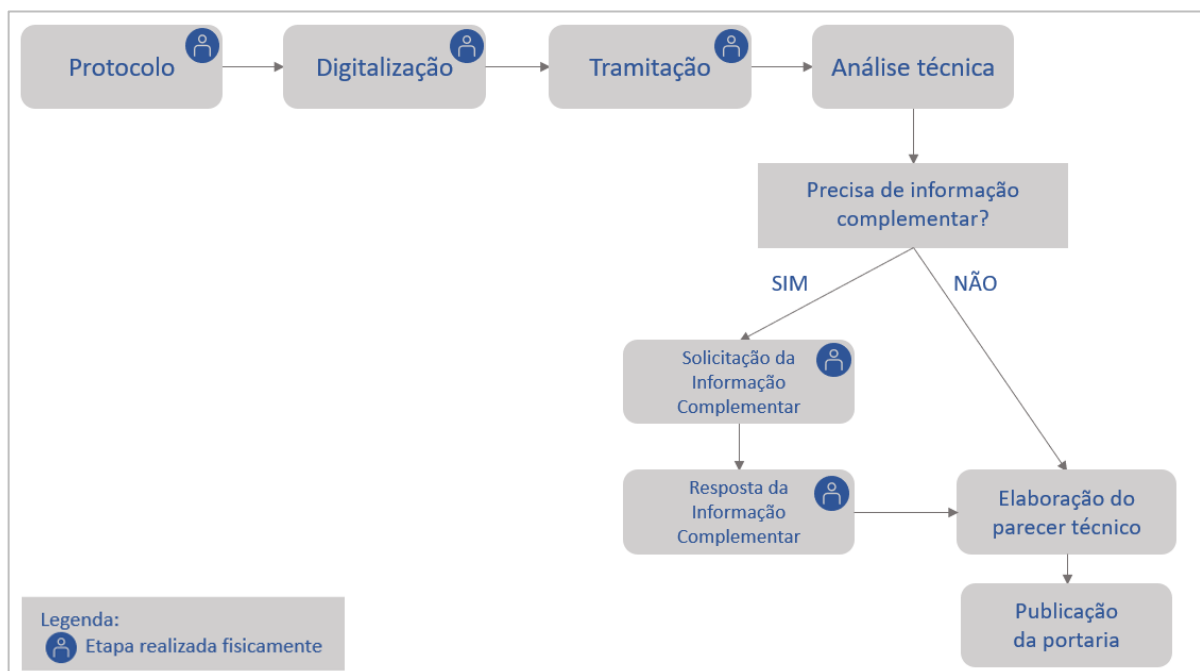 Protocolo
Digitalização
Tramitação
Análise técnica
Precisa de informação
complementar?
SIM
NÃO
Solicitação da
Informação
Complementar
Resposta da
Informação
Complementar
Elaboração do
parecer técnico
Publicação
da portaria
Legenda:
Etapa realizada fisicamente